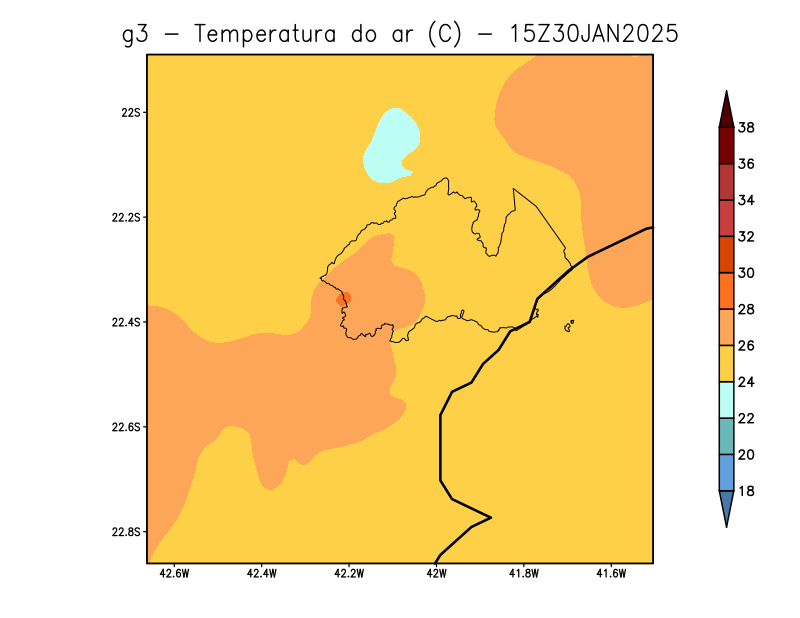 g3 — Temperatura do ar (C) — 15Z30JAN2025
22S
22.2S
22.4S
22.6S
22.8S
42.6W
42.4W
42.2W
42W
41.8W
41.6W
38
36
34
32
30
28
26
24
22
20
18